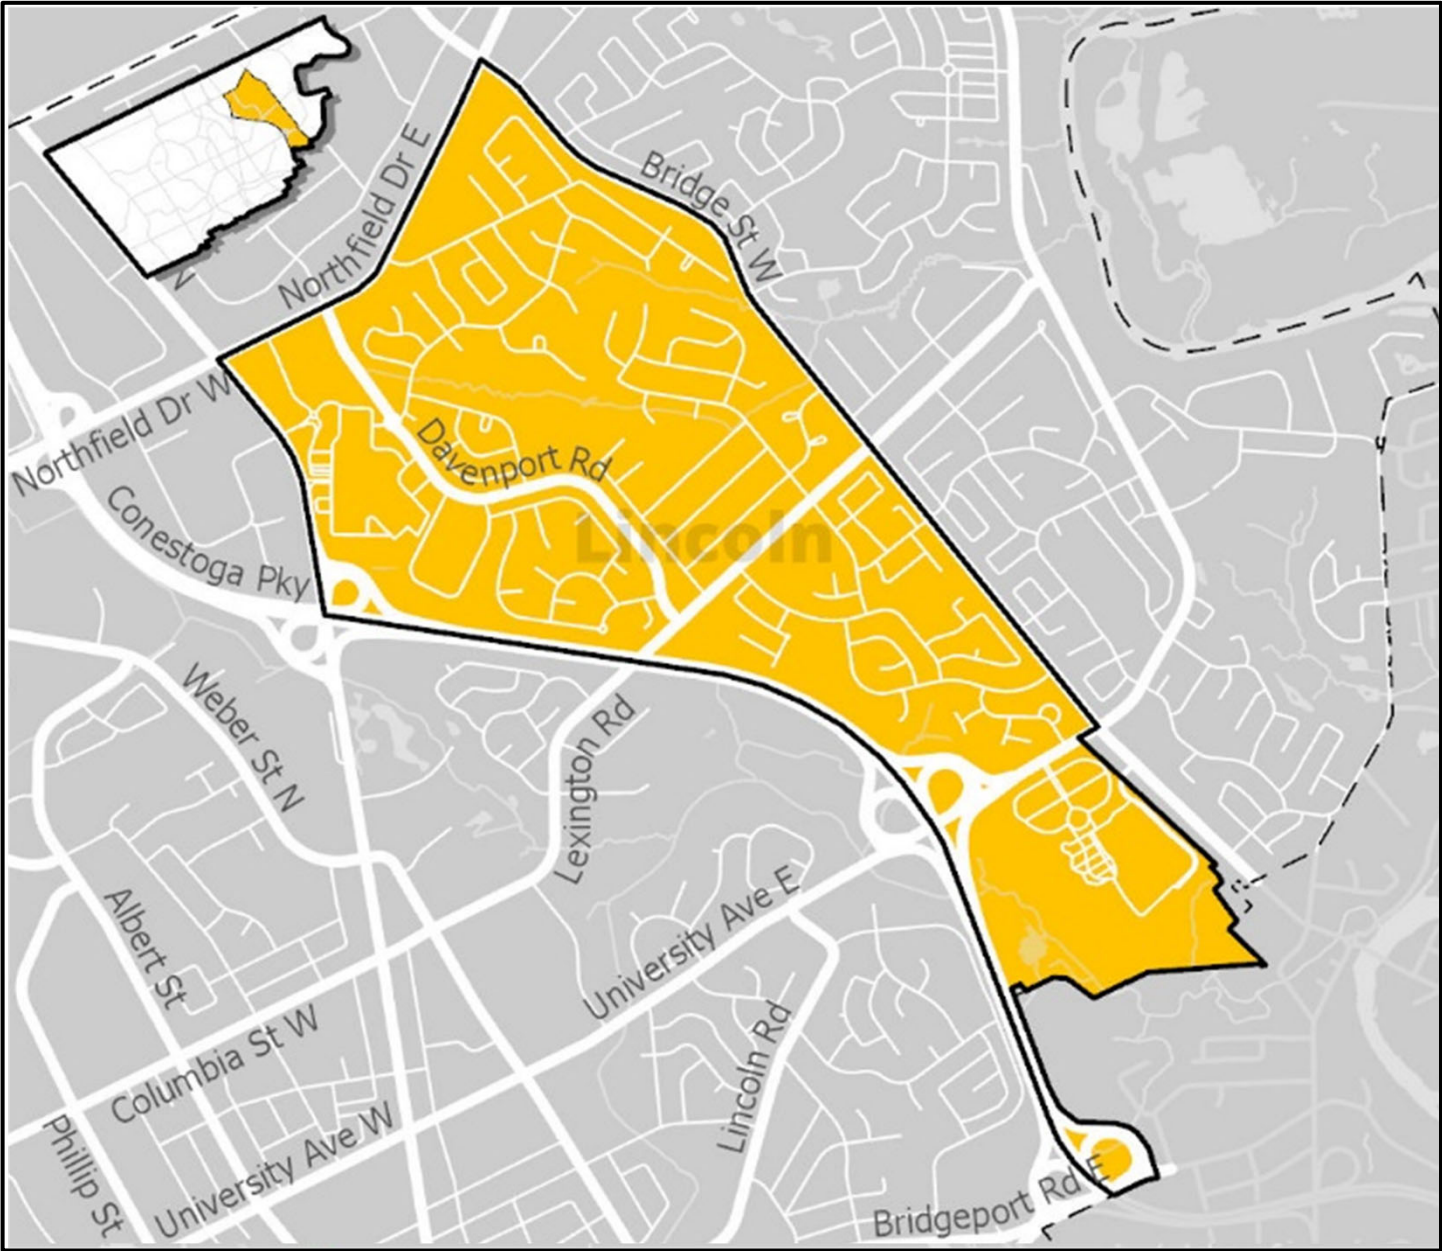 Northfield Dr E
Bridge St W
N
Northfield Dr W
Davenport Rd
Conestoga Pky
Lincoln
Weber St N
Lexington Rd
University Ave E
Albert St
Columbia St W
Lincoln Rd
Phillip St
University Ave W
Bridgeport Rd E